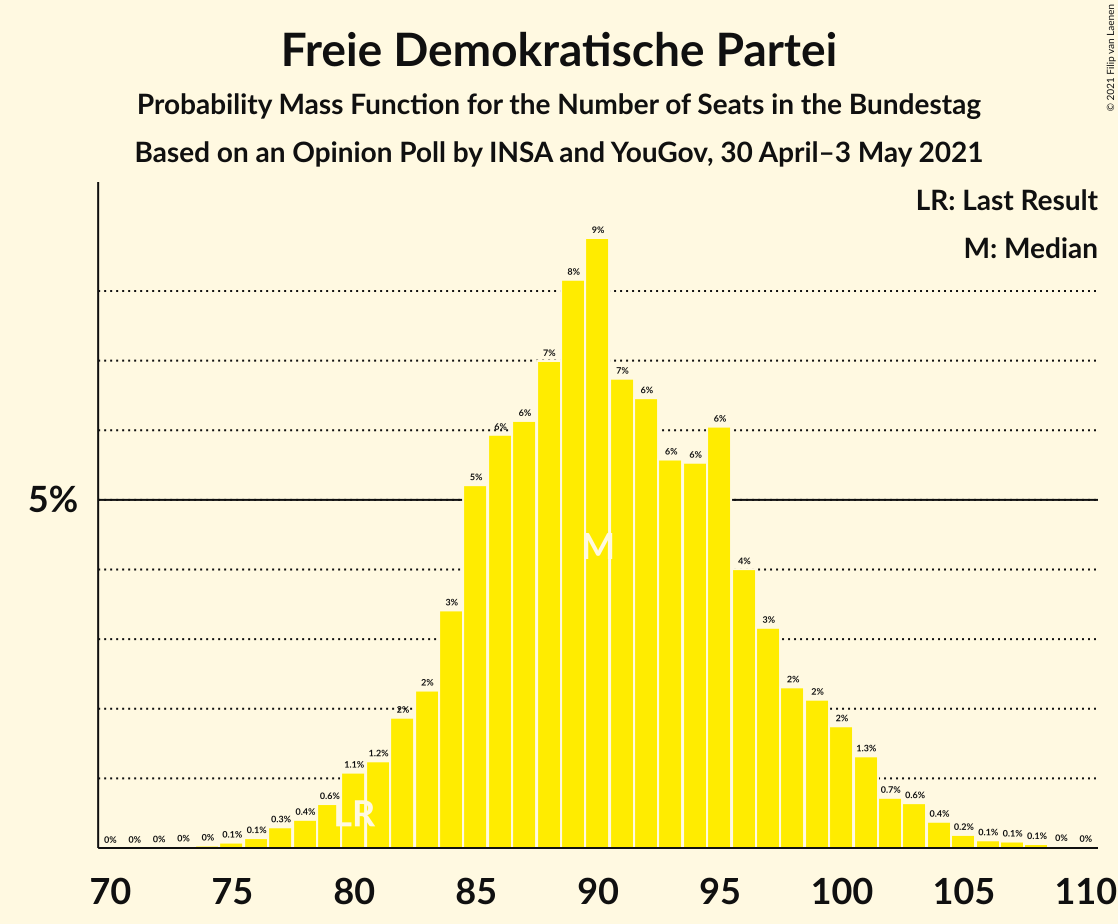 Freie Demokratische Partei
Probability Mass Function for the Number of Seats in the Bundestag
Based on an Opinion Poll by INSA and YouGov, 30 April–3 May 2021
© 2021 Filip van Laenen
LR: Last Result
M: Median
5%
0% 0% 0% 0% 0% 0.1% 0.1% 0.3% 0.4% 0.6% 1.1% 1.2% 2% 2% 3% 5% 6% 6% 7% 8% 9% 7% 6% 6% 6% 6% 4% 3% 2% 2% 2% 1.3% 0.7% 0.6% 0.4% 0.2% 0.1% 0.1% 0.1% 0% 0%
M
LR
70 75 80 85 90 95 100 105 110